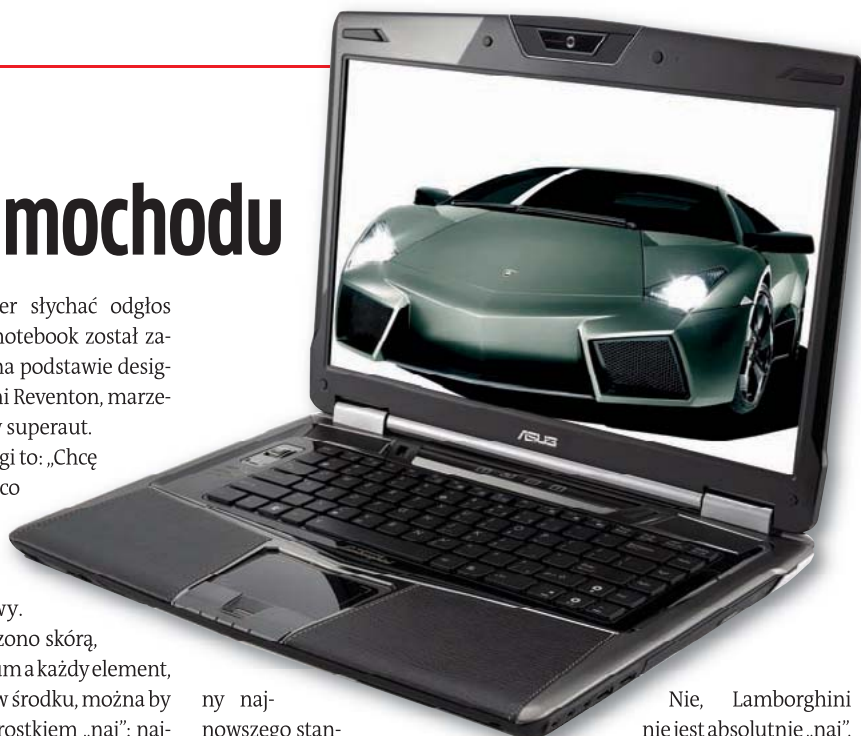 mochodu
er słychać odgłos
notebook został za-
na podstawie desig-
ni Reventon, marze-
superaut.
gi to: „Chcę
co
wy.
zono skórą,
um a każdy element,
w środku, można by
rostkiem „naj”: naj-
ny naj-
nowszego stan-
Nie, Lamborghini
nie jest absolutnie „naj”.
ASUS